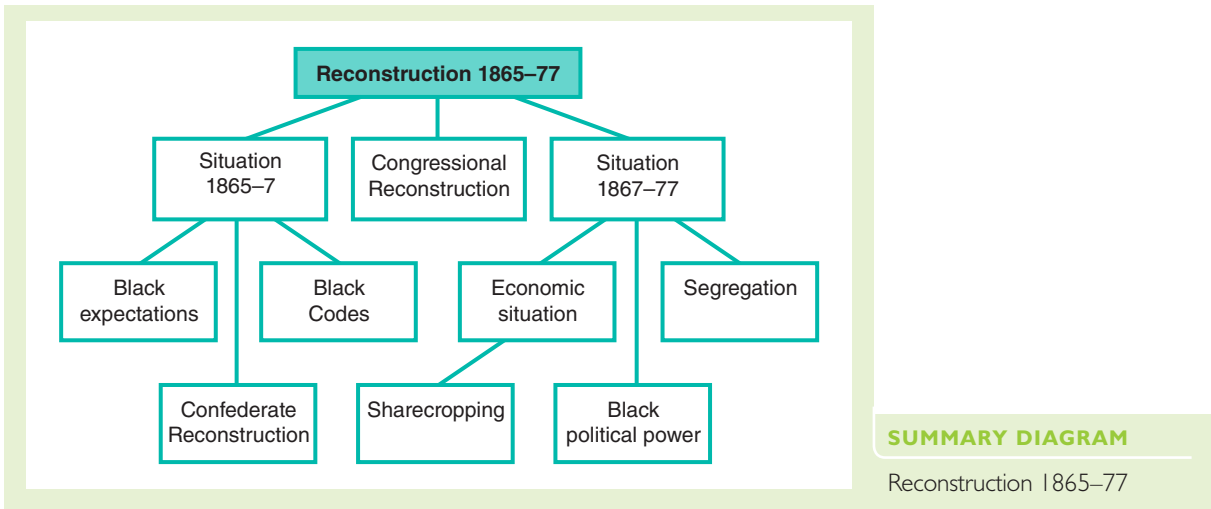 Reconstruction 1865–77
Situation
1865–7
Congressional
Reconstruction
Situation
1867–77
Black
expectations
Black
Codes
Economic
situation
Segregation
Confederate
Reconstruction
Sharecropping
Black
political power
SUMMARY DIAGRAM
Reconstruction 1865–77